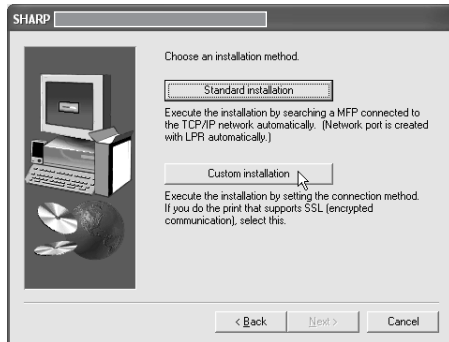 SHARP
Choose an installation method.
Standard installation
Execute the installation by searching a MFP connected to
the TCP/IP network automatically. (Network port is created
with LPR automatically.)
Custom installation
Execute the installation by setting the connection method.
If you do the print that supports SSL (encrypted
communication), select this.
< Back
Next >
Cancel